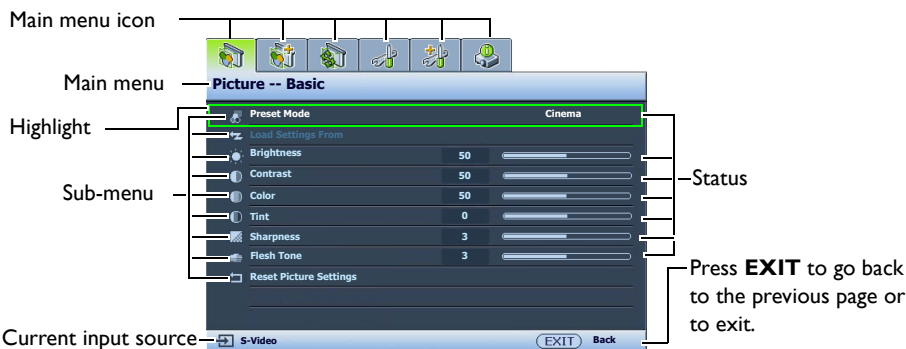 Main menu icon
Main menu
Picture -- Basic
Highlight
Preset Mode Cinema
Load Settings From
Brightness 50
Contrast 50
Sub-menu
Color 50
Status
Tint 0
Sharpness 3
Flesh Tone 3
Reset Picture Settings
Press EXIT to go back
to the previous page or
to exit.
Current input source
S-Video
EXIT Back